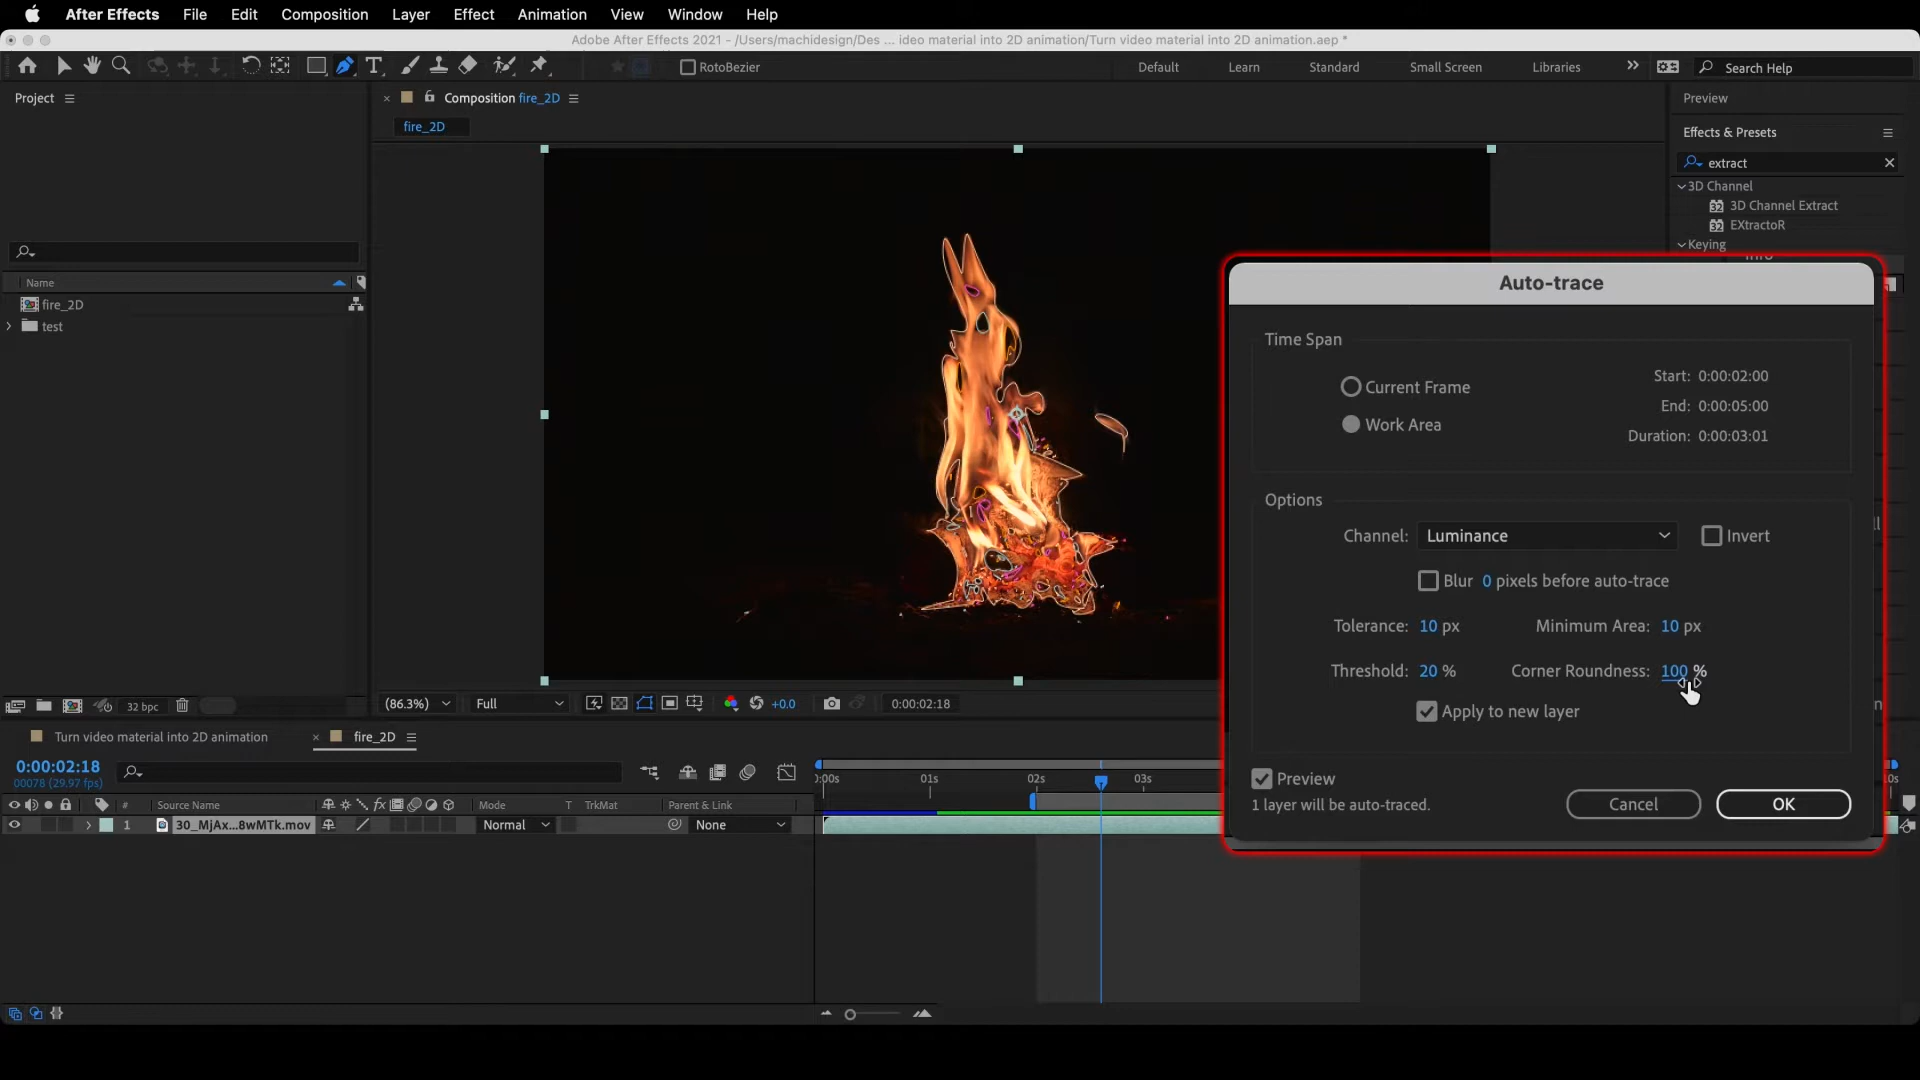 After Effects File Edit Composition Layer Effect Animation View Window Help
Adobe After Effects 2021 - /Users/machidesign/Des ... ideo material into 2D animation/Turn video material into 2D animation.aep *
RotoBezier Default Learn Standard Small Screen Libraries Search Help
Project
Composition fire_2D
fire_2D
Preview
Effects & Presets
extract
3D Channel
3D Channel Extract
EXtractoR
Keying
Name
fire_2D
test
32 bpc
(86.3%) Full +0.0 0:00:02:18
Auto-trace
Time Span
Current Frame
Work Area
Start: 0:00:02:00
End: 0:00:05:00
Duration: 0:00:03:01
Options
Channel: Luminance Invert
Blur 0 pixels before auto-trace
Tolerance: 10 px Minimum Area: 10 px
Threshold: 20 % Corner Roundness: 100 %
Apply to new layer
Preview
1 layer will be auto-traced.
Cancel OK
Turn video material into 2D animation fire_2D
0:00:02:18
00078 (29.97 fps)
:00s 01s 02s 03s
# Source Name Mode T TrkMat Parent & Link
1 30_MjAx...8wMTk.mov Normal None